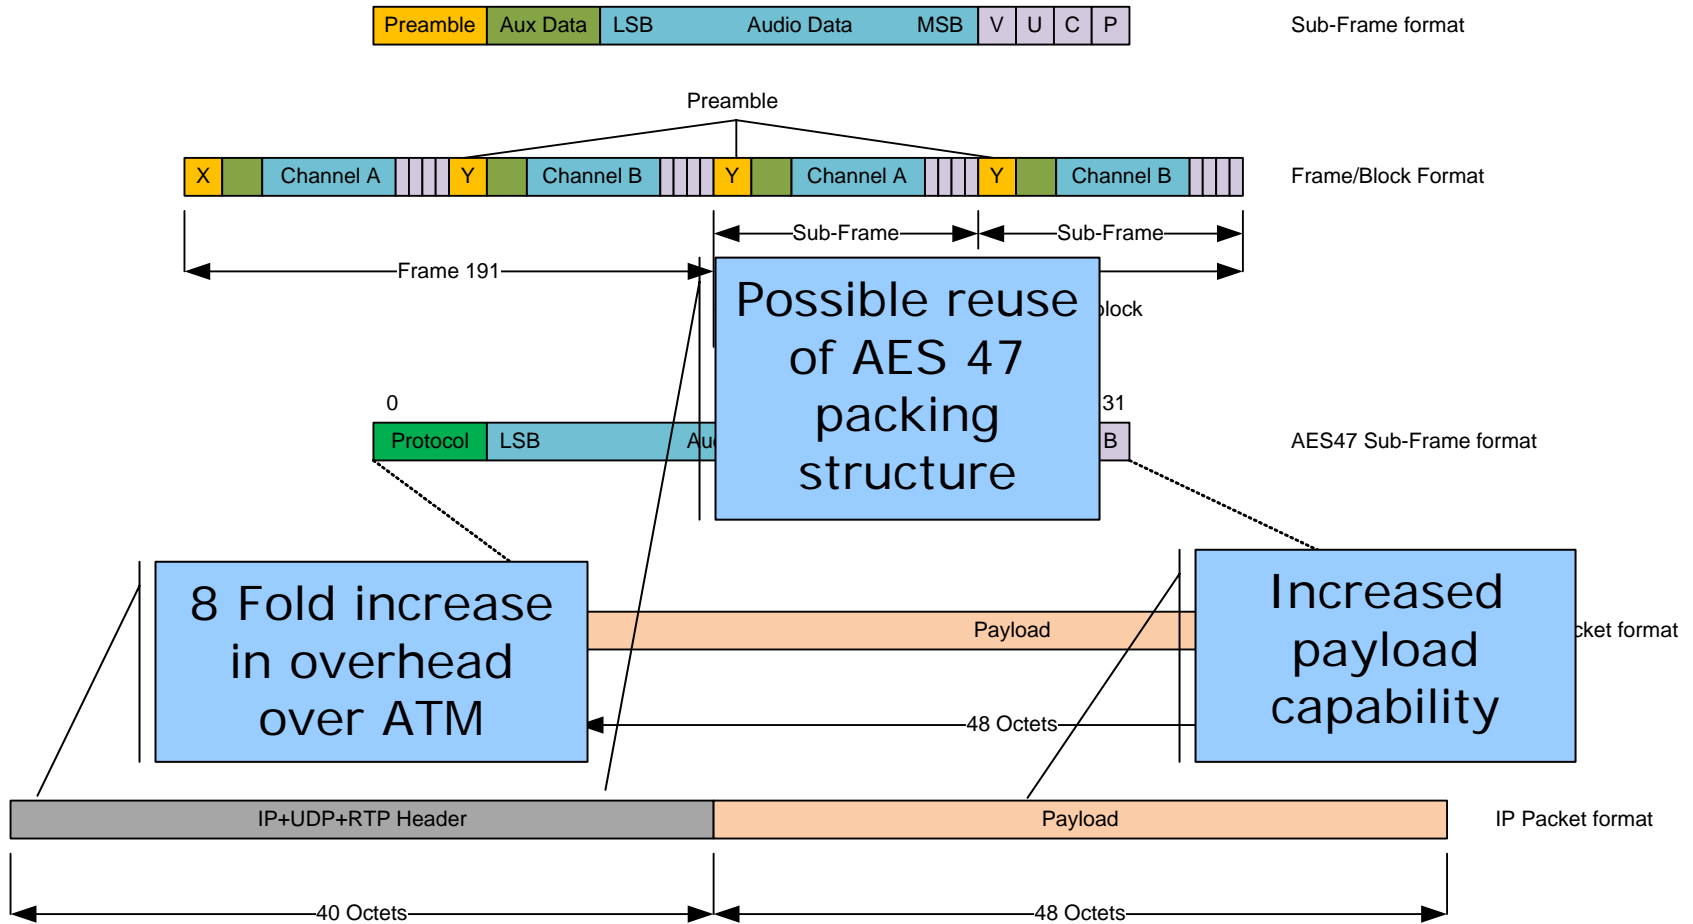 Preamble Aux Data LSB Audio Data MSB V U C P Sub-Frame format
Preamble
X Channel A Y Channel B Y Channel A Y Channel B Frame/Block Format
Sub-Frame Sub-Frame
Frame 191
Possible reuse
of AES 47
packing
structure
block
0 31
Protocol LSB B AES47 Sub-Frame format
8 Fold increase
in overhead
over ATM
Increased
payload
capability
Payload cket format
48 Octets
IP+UDP+RTP Header Payload IP Packet format
40 Octets 48 Octets